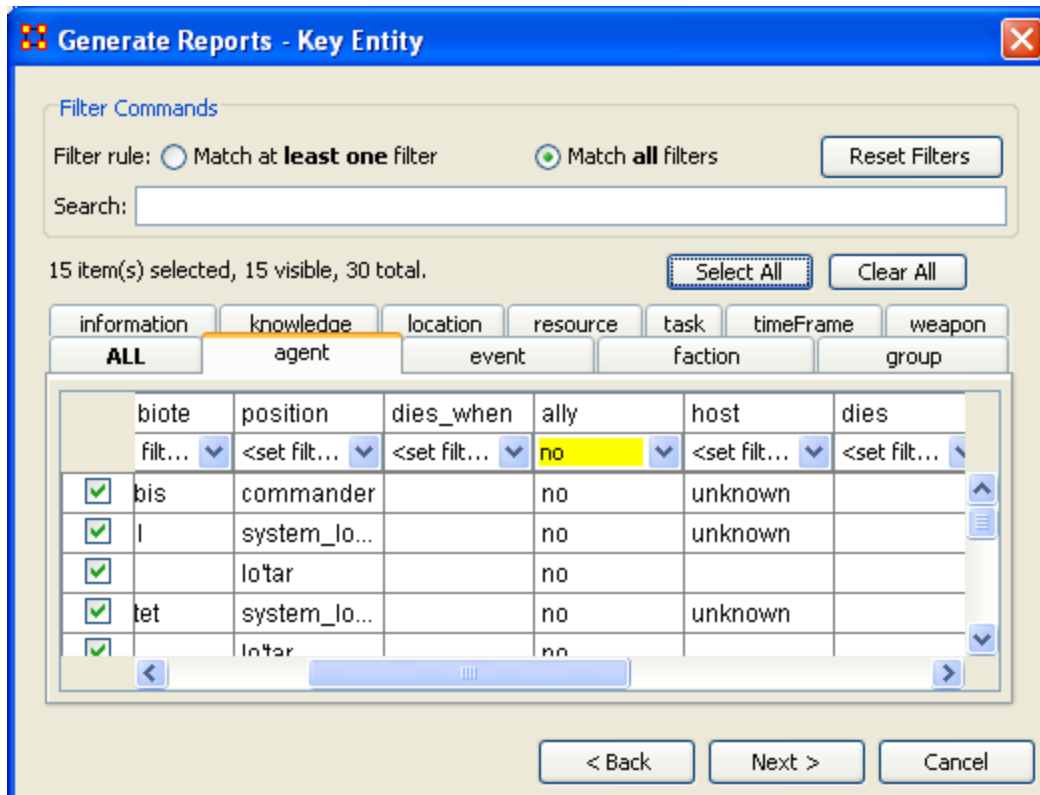 Generate Reports - Key Entity
Filter Commands
Filter rule: Match at least one filter Match all filters Reset Filters
Search:
15 item(s) selected, 15 visible, 30 total. Select All Clear All
information knowledge location resource task timeFrame weapon
ALL agent event faction group
biote position dies_when ally host dies
filt... <set filt... <set filt... no <set filt... <set filt...
bis commander no unknown
l system_lo... no unknown
lo'tar no
tet system_lo... no unknown
lo'tar no
< Back Next > Cancel